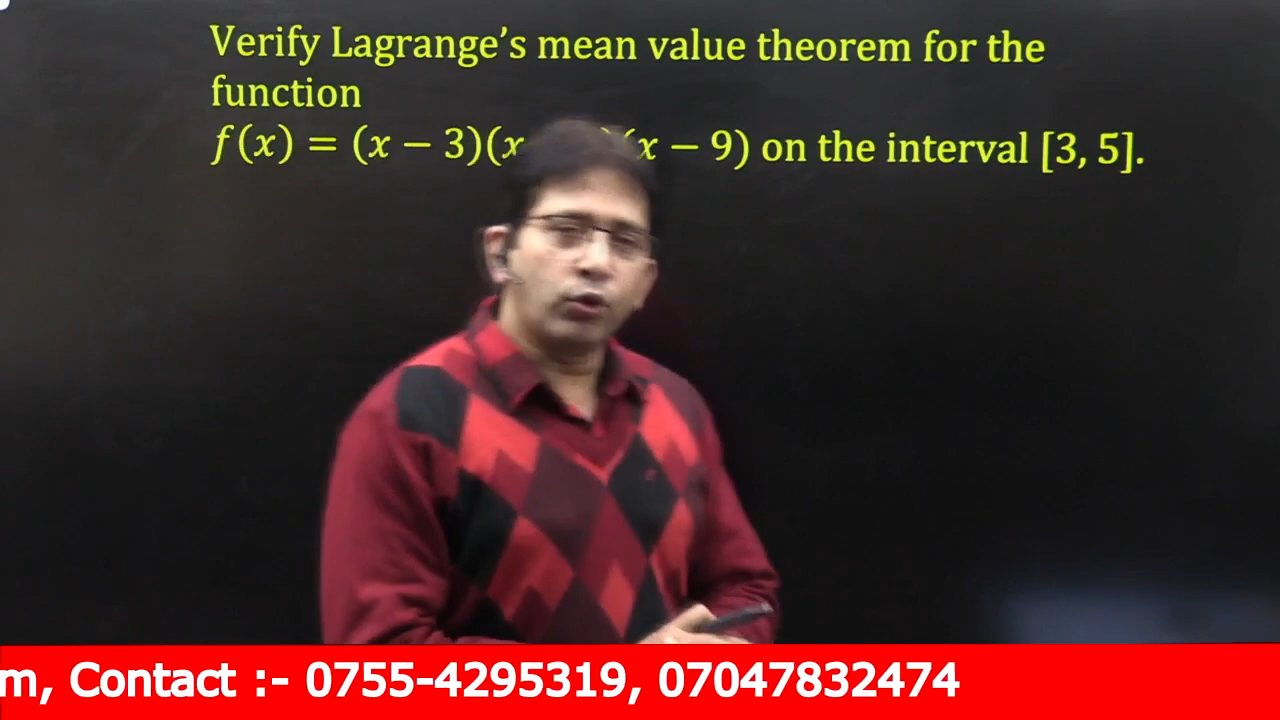 Verify Lagrange’s mean value theorem for the
function
f(x) = (x − 3)(x (x − 9) on the interval [3, 5].
m, Contact :- 0755-4295319, 07047832474